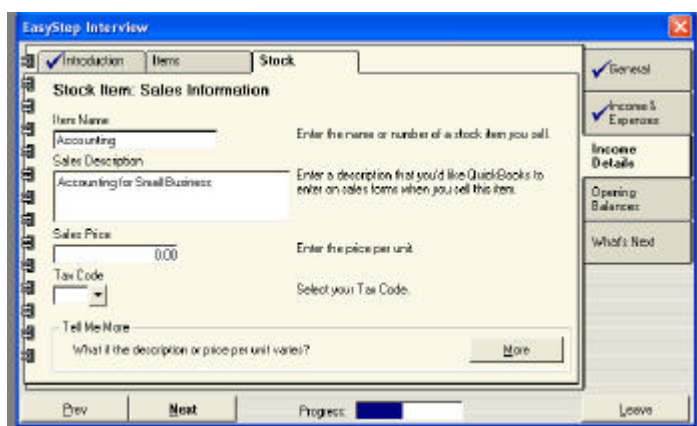 EasyStep Interview
Introduction
Items
Stock
Stock Item: Sales Information
Item Name
Accounting
Enter the name or number of a stock item you sell.
Sales Description
Accounting for Small Business
Enter a description that you'd like QuickBooks to
enter on sales forms when you sell this item.
Sales Price
0.00
Enter the price per unit
Tax Code
Select your Tax Code.
Tell Me More
What if the description or price per unit varies?
More
General
Income &
Expenses
Income
Details
Opening
Balances
What's Next
Prev
Next
Progress:
Leave